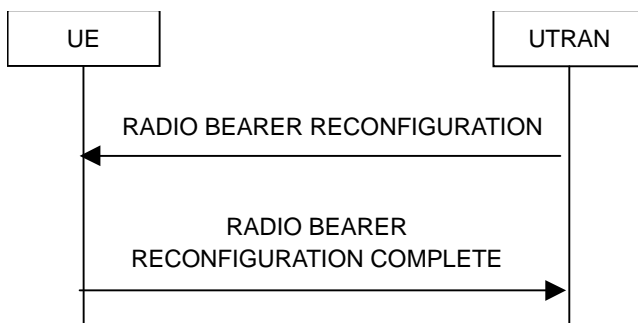 UE
UTRAN
RADIO BEARER RECONFIGURATION
RADIO BEARER
RECONFIGURATION COMPLETE